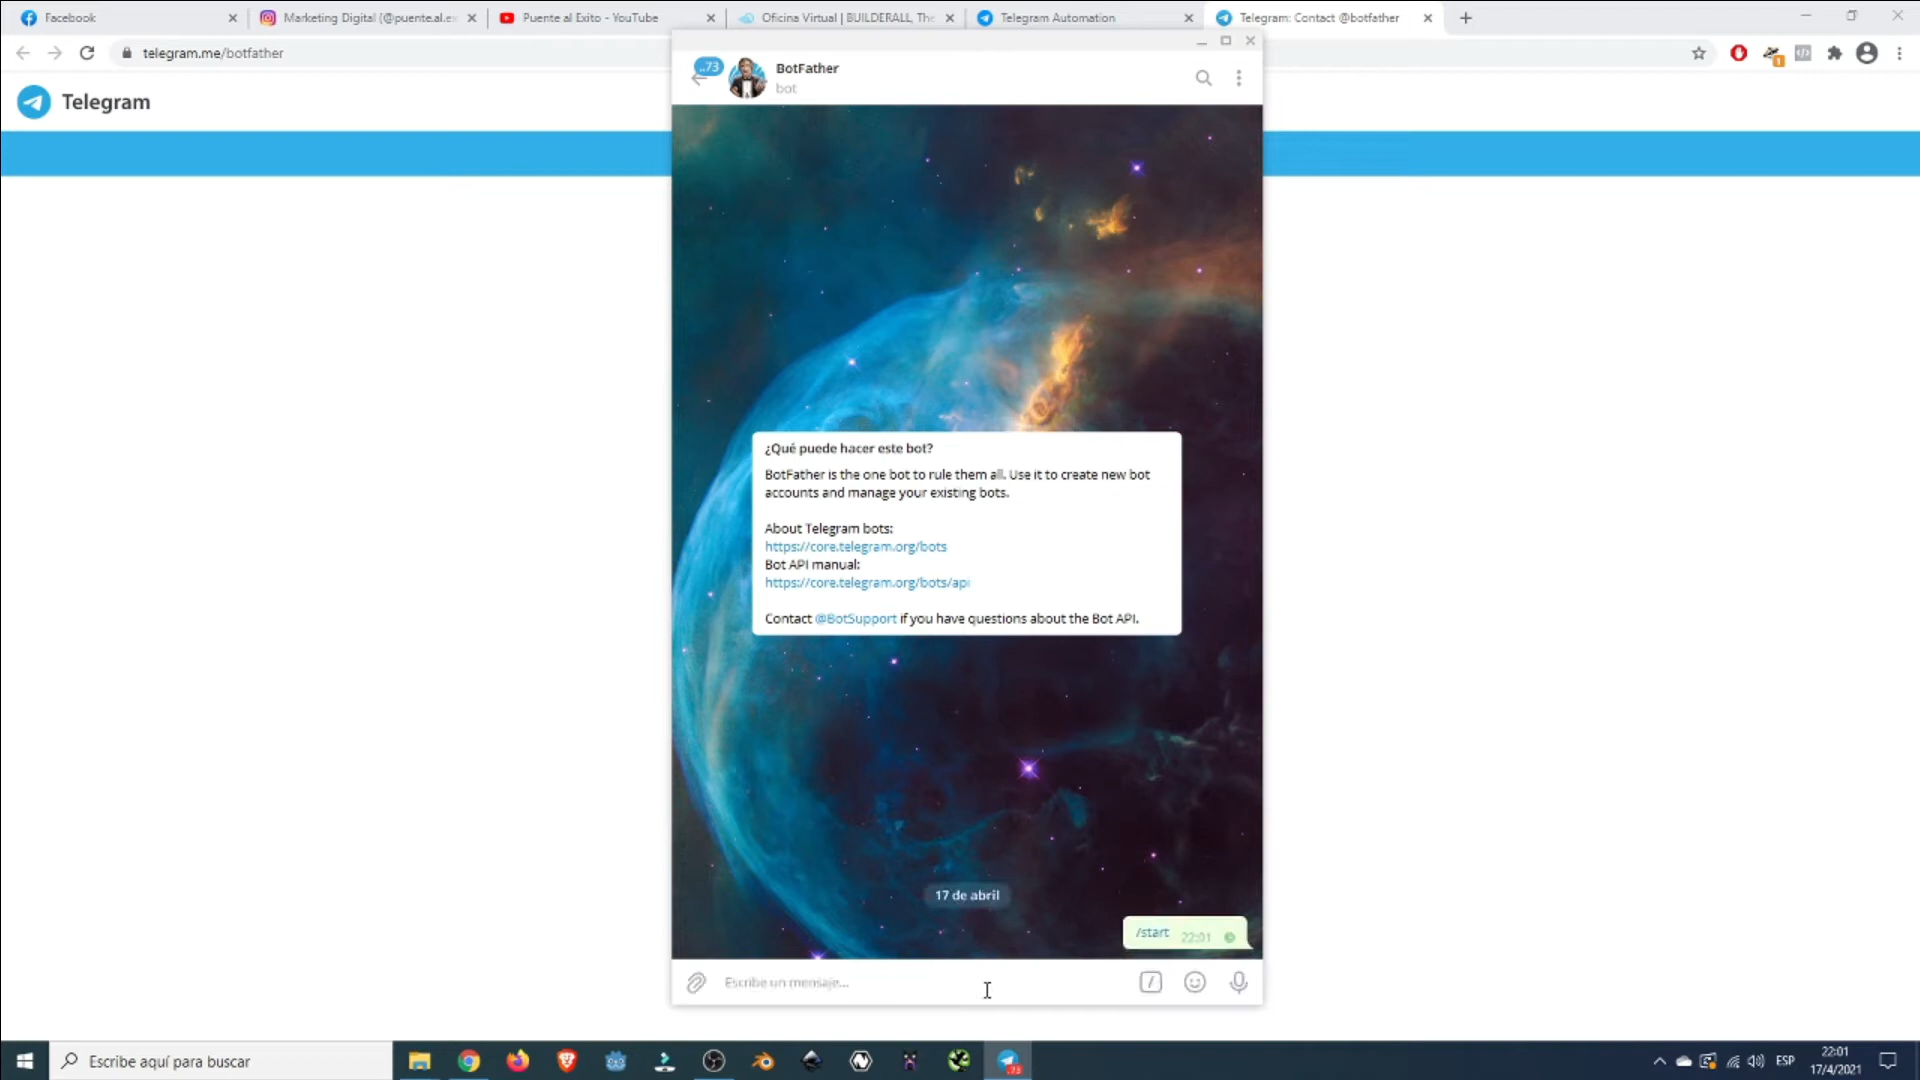 Facebook
Marketing Digital (@puente.al.ex
Puente al Exito - YouTube
Oficina Virtual | BUILDERALL, The
Telegram Automation
Telegram: Contact @botfather
telegram.me/botfather
1
Telegram
..73
BotFather
bot
¿Qué puede hacer este bot?
BotFather is the one bot to rule them all. Use it to create new bot
accounts and manage your existing bots.
About Telegram bots:
https://core.telegram.org/bots
Bot API manual:
https://core.telegram.org/bots/api
Contact @BotSupport if you have questions about the Bot API.
17 de abril
/start 22:01
Escribe un mensaje...
Escribe aquí para buscar
..73
ESP
22:01
17/4/2021